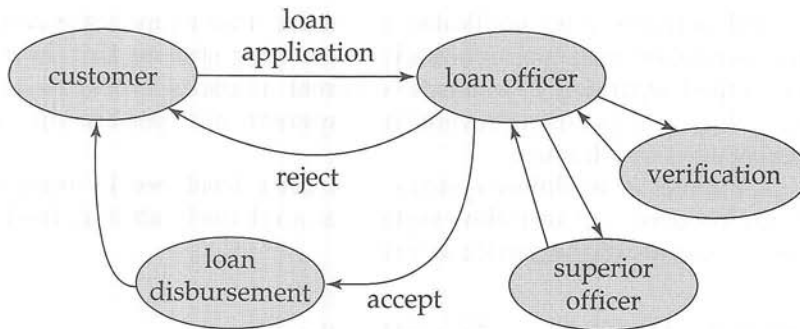 loan
application
customer
loan officer
reject
verification
loan
disbursement
accept
superior
officer